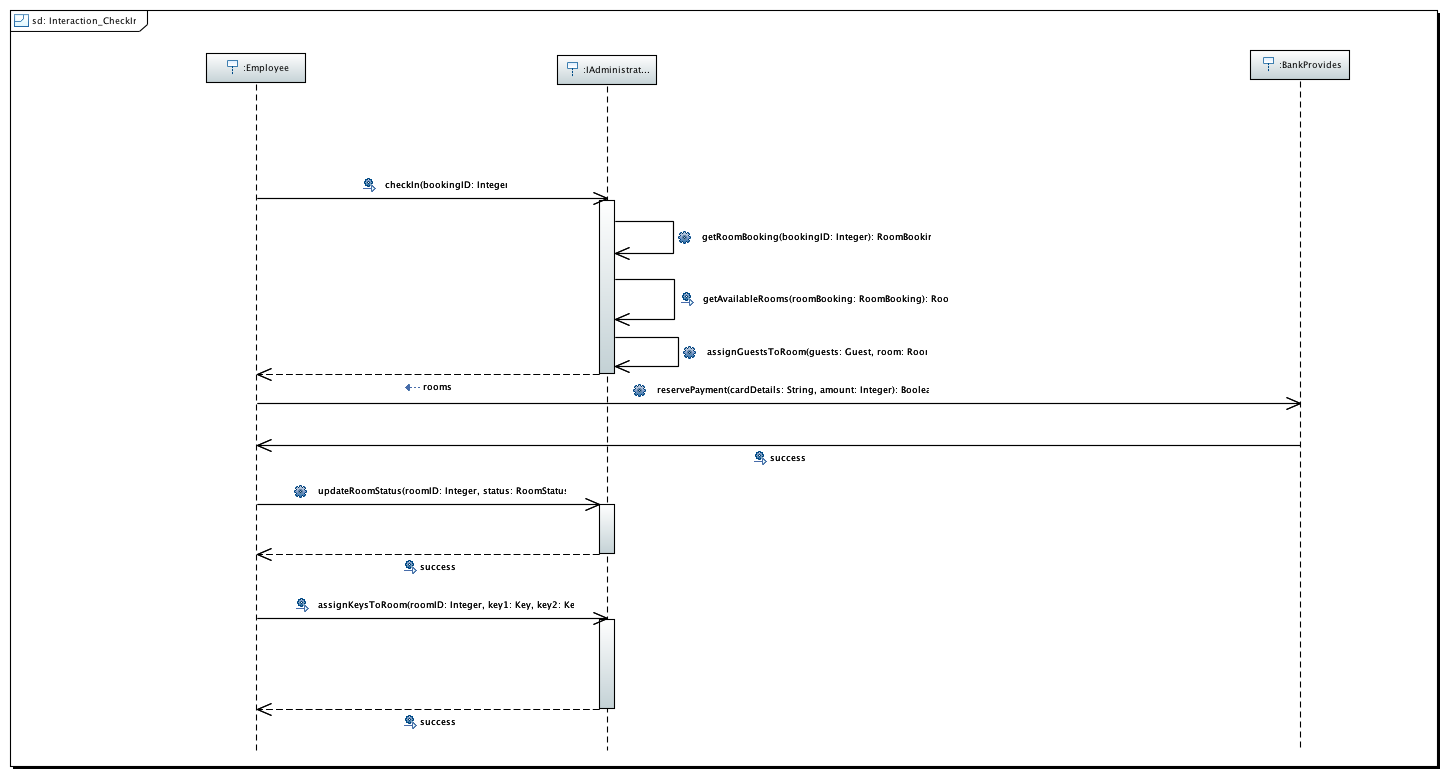 sd: Interaction_CheckIr
:Employee
:IAdministrat...
:BankProvides
checkIn(bookingID: Integer
getRoomBooking(bookingID: Integer): RoomBookir
getAvailableRooms(roomBooking: RoomBooking): Roo
assignGuestsToRoom(guests: Guest, room: Roor
rooms
reservePayment(cardDetails: String, amount: Integer): Boolea
success
updateRoomStatus(roomID: Integer, status: RoomStatus
success
assignKeysToRoom(roomID: Integer, key1: Key, key2: Ke
success